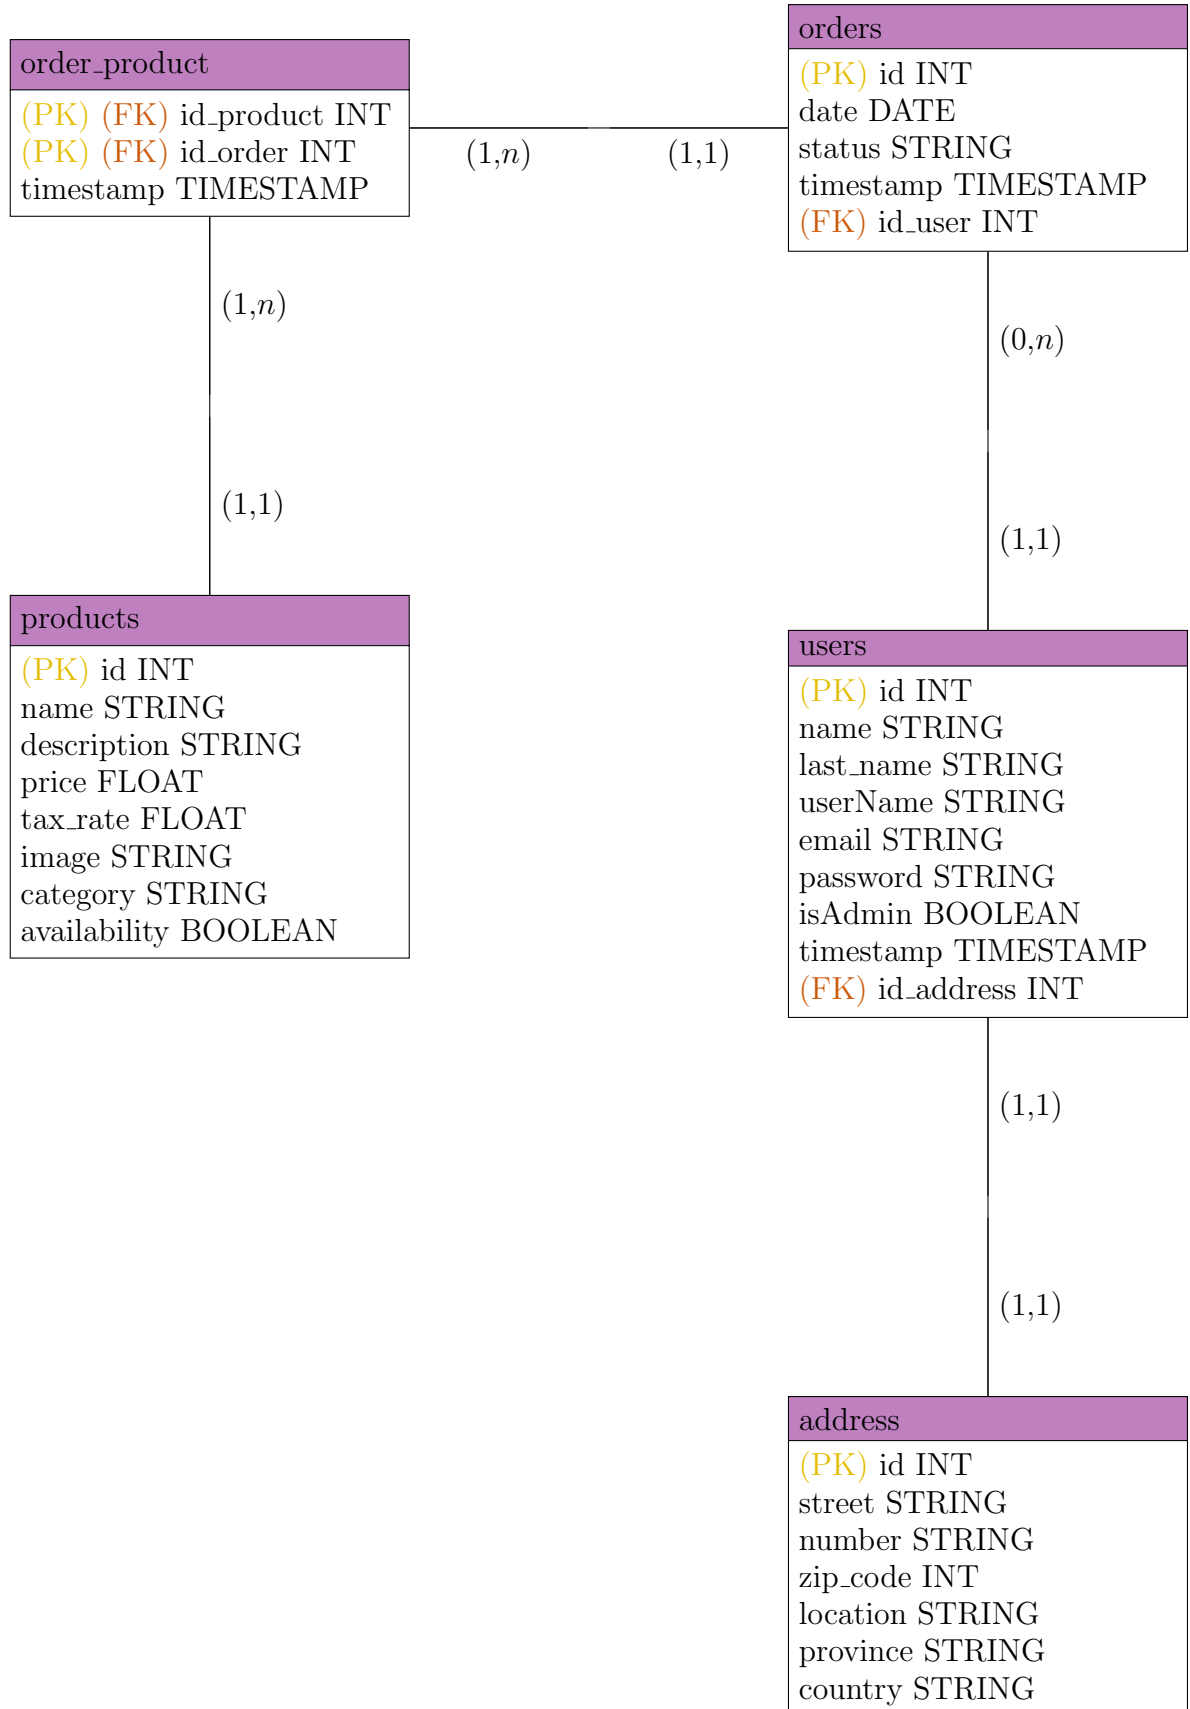 order_product
(PK) (FK) id_product INT
(PK) (FK) id_order INT
timestamp TIMESTAMP
(1,n)
(1,1)
orders
(PK) id INT
date DATE
status STRING
timestamp TIMESTAMP
(FK) id_user INT
(1,n)
(1,1)
(0,n)
(1,1)
products
(PK) id INT
name STRING
description STRING
price FLOAT
tax_rate FLOAT
image STRING
category STRING
availability BOOLEAN
users
(PK) id INT
name STRING
last_name STRING
userName STRING
email STRING
password STRING
isAdmin BOOLEAN
timestamp TIMESTAMP
(FK) id_address INT
(1,1)
(1,1)
address
(PK) id INT
street STRING
number STRING
zip_code INT
location STRING
province STRING
country STRING